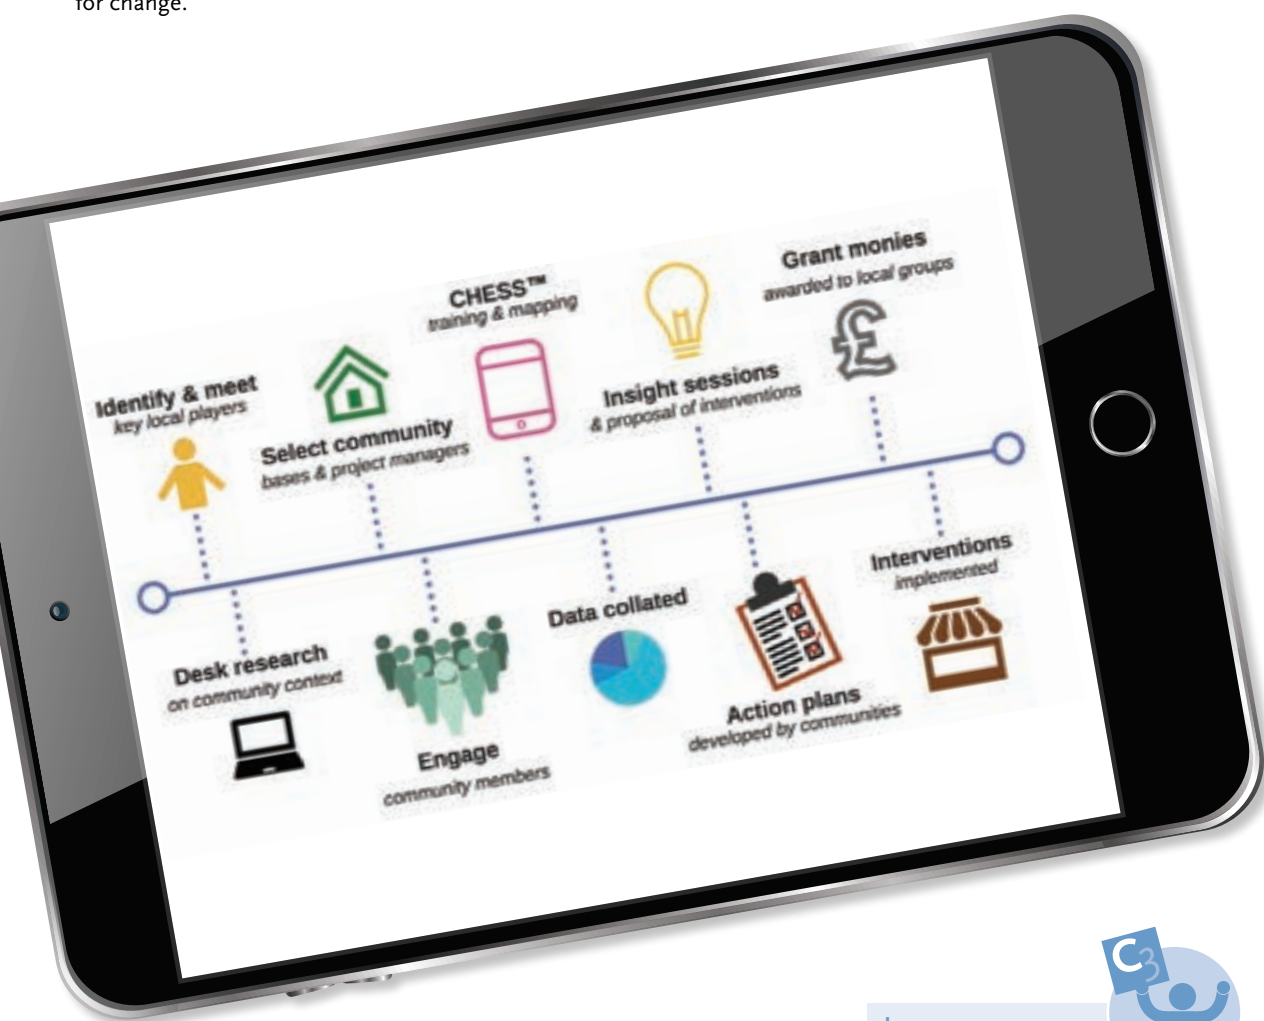 for change.
Identify & meet
key local players
Desk research
on community context
Select community
bases & project managers
Engage
community members
CHESS™
training & mapping
Data collated
Insight sessions
& proposal of interventions
Action plans
developed by communities
Grant monies
awarded to local groups
£
Interventions
implemented
C3